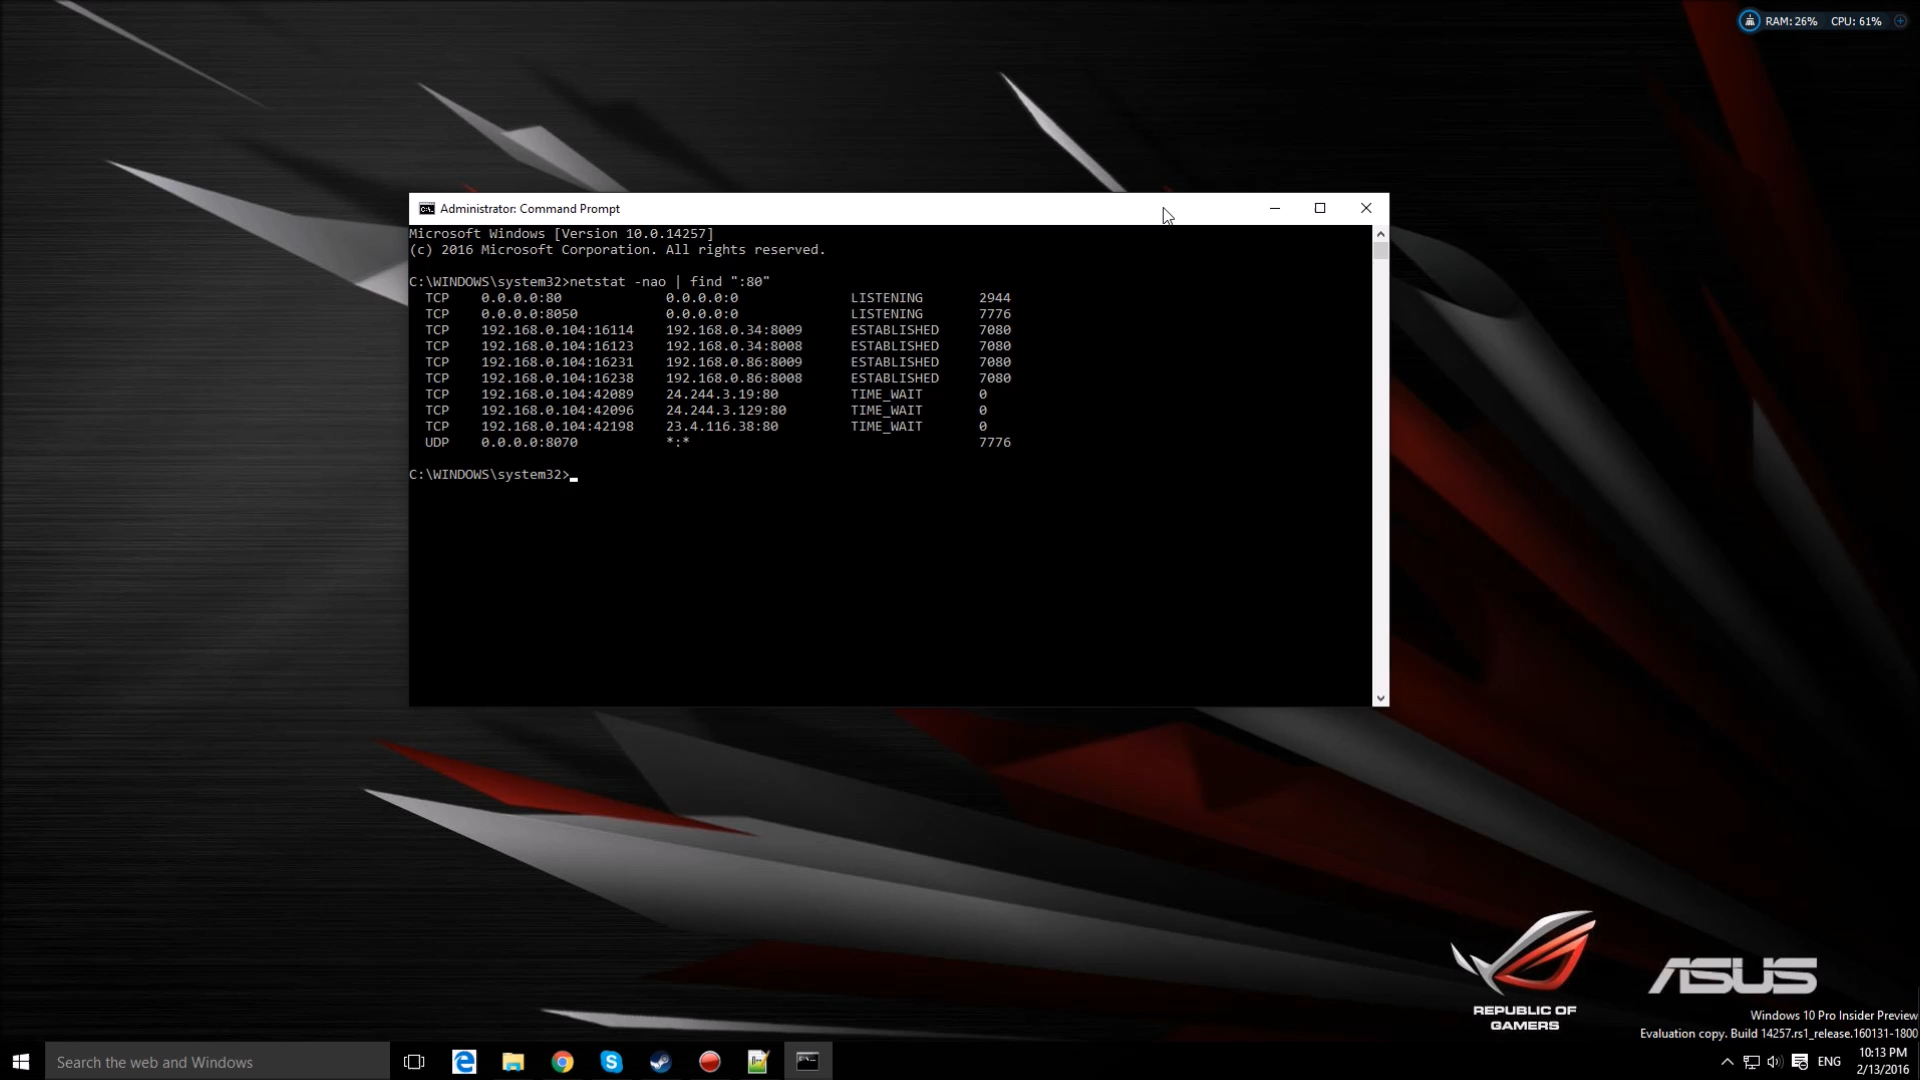 RAM: 26% CPU: 61%
Administrator: Command Prompt
Microsoft Windows [Version 10.0.14257]
(c) 2016 Microsoft Corporation. All rights reserved.
C:\WINDOWS\system32>netstat -nao | find ":80"
TCP 0.0.0.0:80 0.0.0.0:0 LISTENING 2944
TCP 0.0.0.0:8050 0.0.0.0:0 LISTENING 7776
TCP 192.168.0.104:16114 192.168.0.34:8009 ESTABLISHED 7080
TCP 192.168.0.104:16123 192.168.0.34:8008 ESTABLISHED 7080
TCP 192.168.0.104:16231 192.168.0.86:8009 ESTABLISHED 7080
TCP 192.168.0.104:16238 192.168.0.86:8008 ESTABLISHED 7080
TCP 192.168.0.104:42089 24.244.3.19:80 TIME_WAIT 0
TCP 192.168.0.104:42096 24.244.3.129:80 TIME_WAIT 0
TCP 192.168.0.104:42198 23.4.116.38:80 TIME_WAIT 0
UDP 0.0.0.0:8070 *:* 7776
C:\WINDOWS\system32>
REPUBLIC OF
GAMERS
ASUS
Windows 10 Pro Insider Preview
Evaluation copy. Build 14257.rs1_release.160131-1800
Search the web and Windows
ENG
10:13 PM
2/13/2016